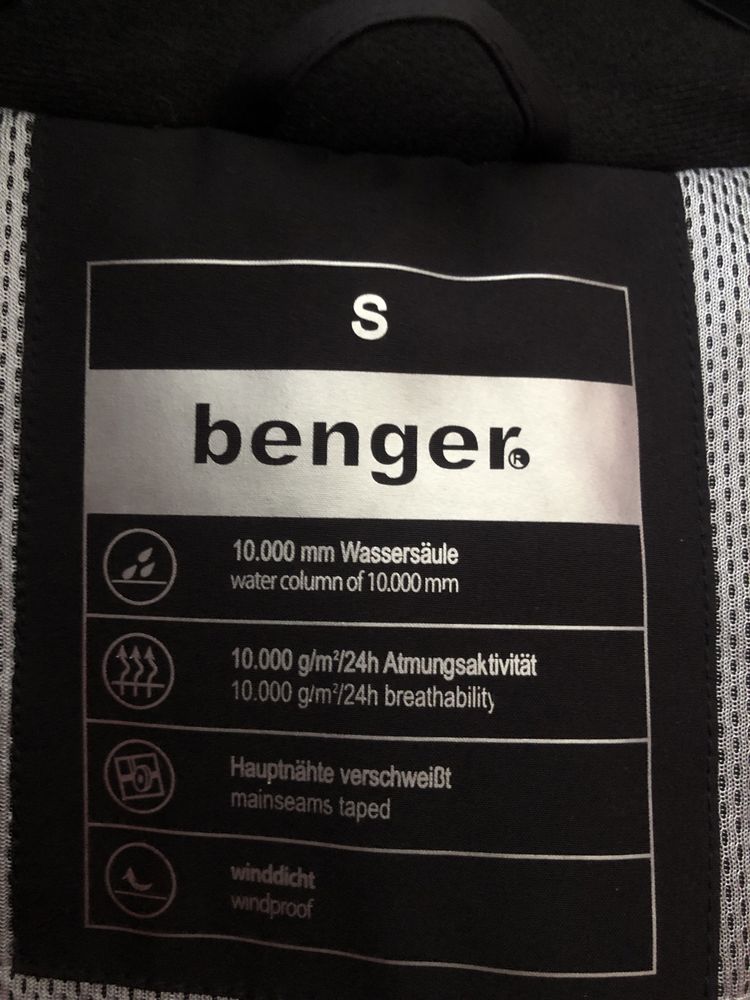 S
benger®
10.000 mm Wassersäule
water column of 10.000 mm
10.000 g/m²/24h Atmungsaktivität
10.000 g/m²/24h breathability
Hauptnähte verschweißt
mainseams taped
winddicht
windproof